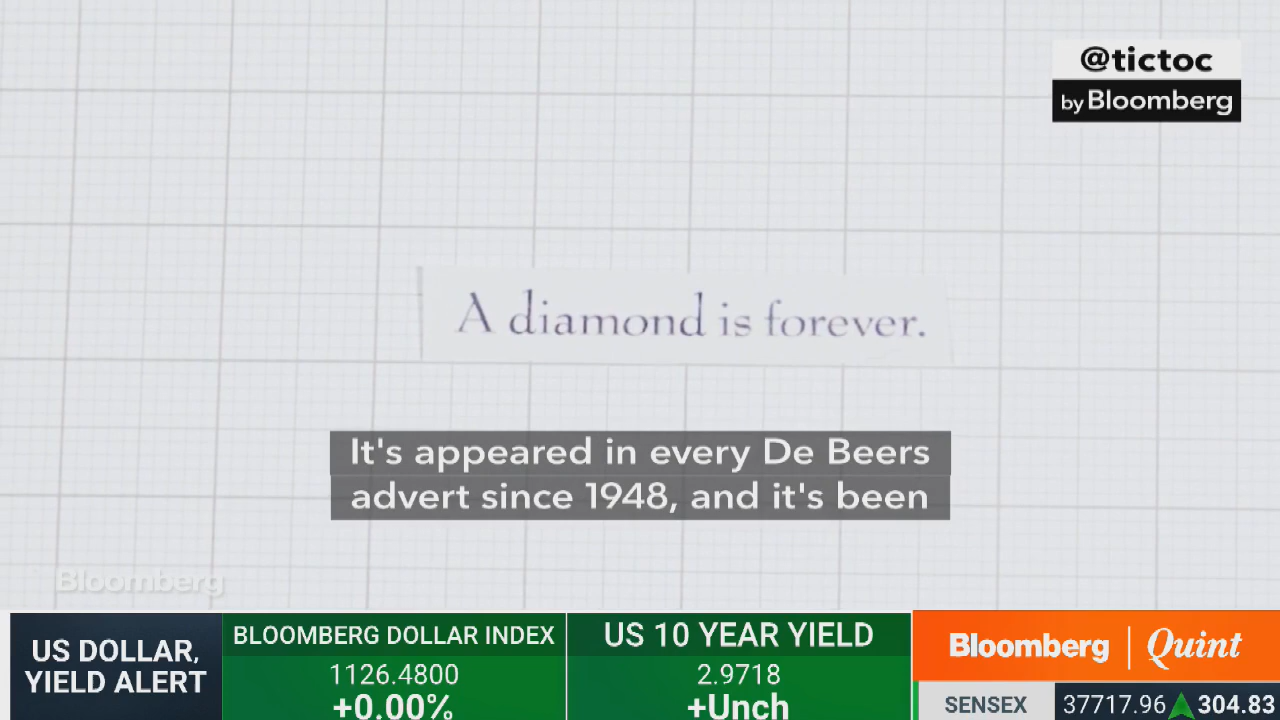 @tictoc
by Bloomberg
A diamond is forever.
It's appeared in every De Beers
advert since 1948, and it's been
Bloomberg
US DOLLAR,
YIELD ALERT
BLOOMBERG DOLLAR INDEX
1126.4800
+0.00%
US 10 YEAR YIELD
2.9718
+Unch
Bloomberg | Quint
SENSEX 37717.96 ▲ 304.83